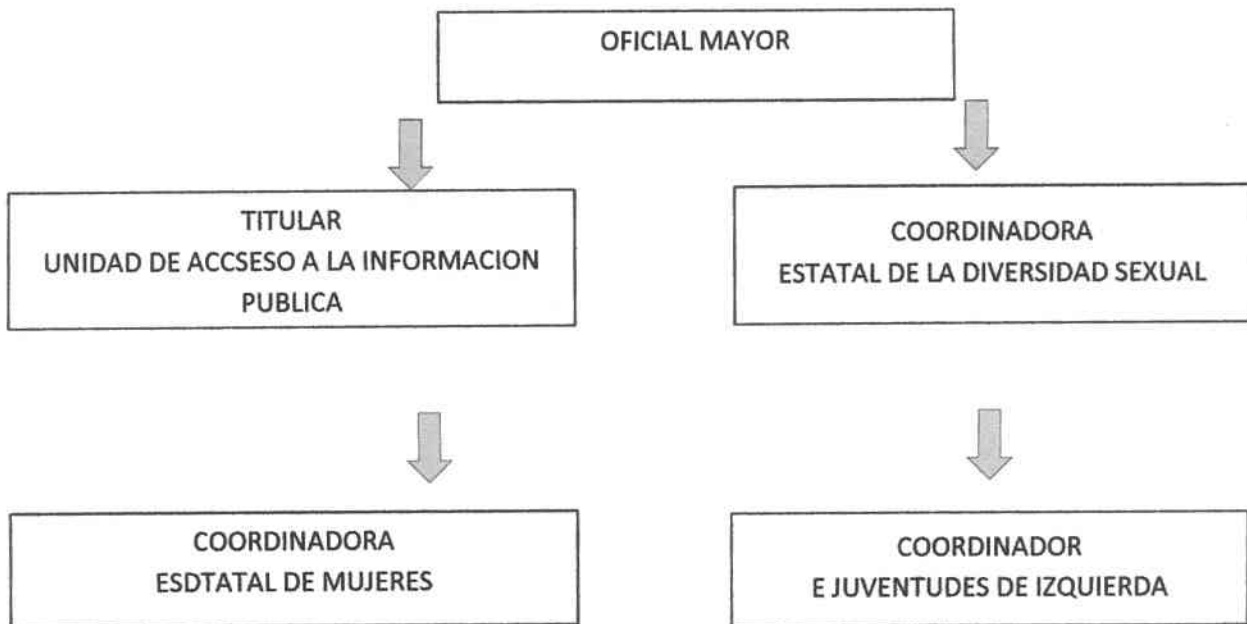 OFICIAL MAYOR
TITULAR
UNIDAD DE ACCSESO A LA INFORMACION
PUBLICA
COORDINADORA
ESTATAL DE LA DIVERSIDAD SEXUAL
COORDINADORA
ESDTATAL DE MUJERES
COORDINADOR
E JUVENTUDES DE IZQUIERDA